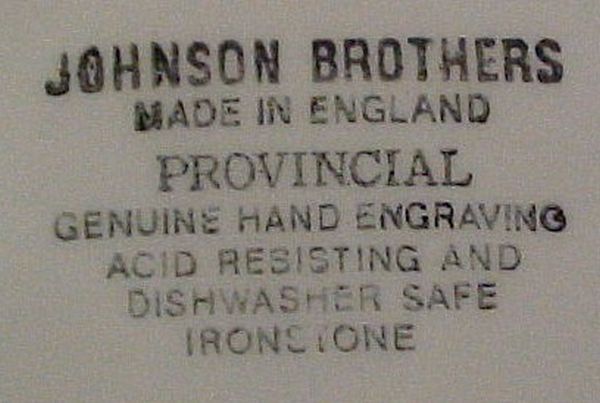 JOHNSON BROTHERS
MADE IN ENGLAND
PROVINCIAL
GENUINE HAND ENGRAVING
ACID RESISTING AND
DISHWASHER SAFE
IRONSTONE